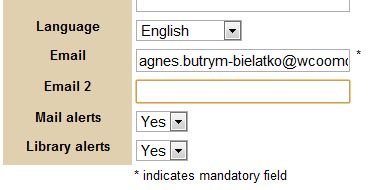 Language English
Email agnes.butrym-bielatko@wcoom *
Email 2
Mail alerts Yes
Library alerts Yes
* indicates mandatory field